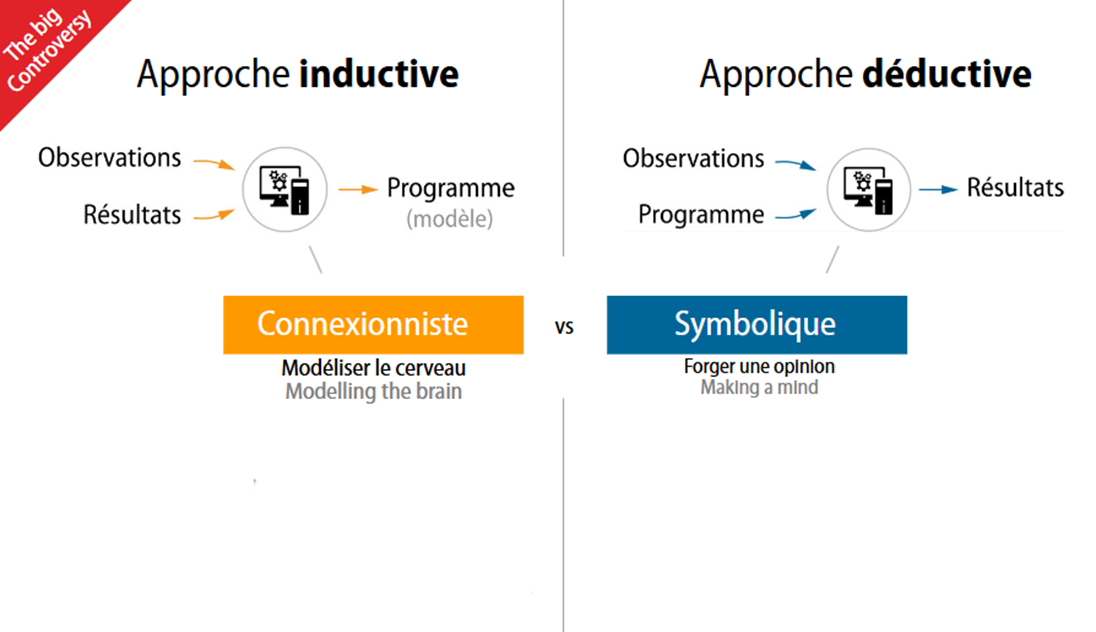 The big
Controversy
Approche inductive
Observations
Résultats
Programme
(modèle)
Connexionniste
Modéliser le cerveau
Modelling the brain
vs
Approche déductive
Observations
Programme
Résultats
Symbolique
Forger une opinion
Making a mind